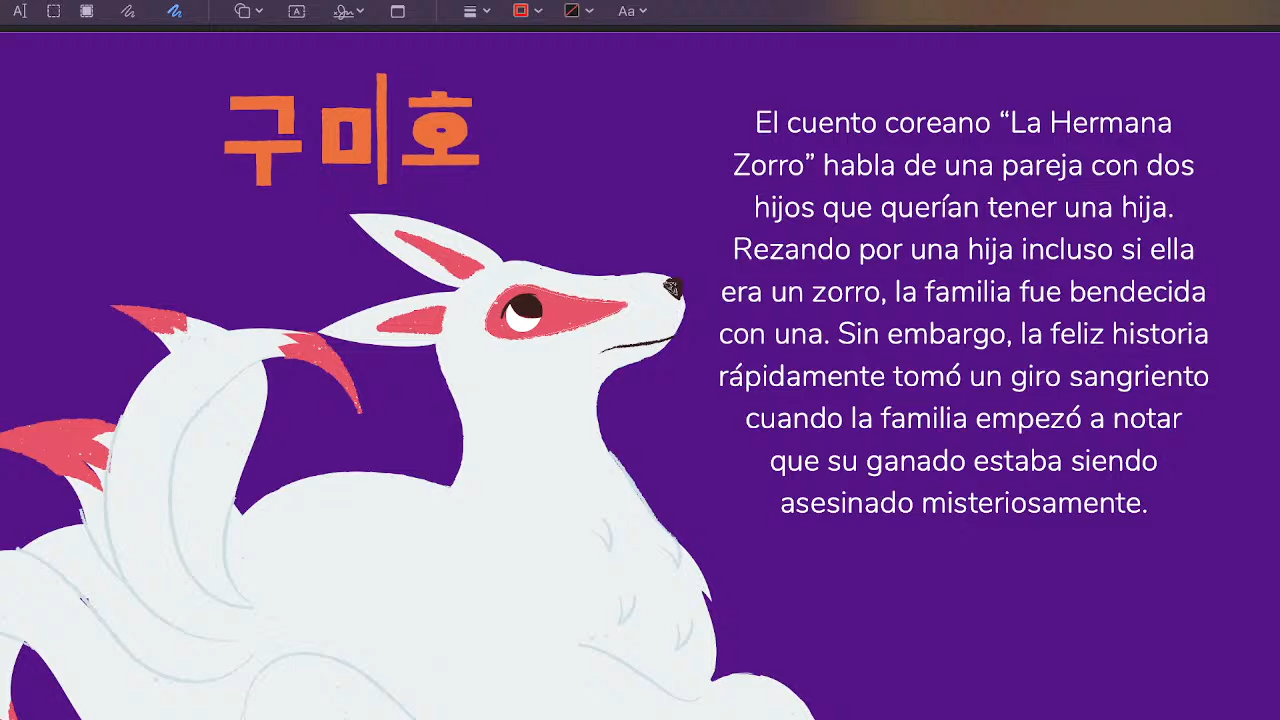 구미호
El cuento coreano “La Hermana
Zorro” habla de una pareja con dos
hijos que querían tener una hija.
Rezando por una hija incluso si ella
era un zorro, la familia fue bendecida
con una. Sin embargo, la feliz historia
rápidamente tomó un giro sangriento
cuando la familia empezó a notar
que su ganado estaba siendo
asesinado misteriosamente.